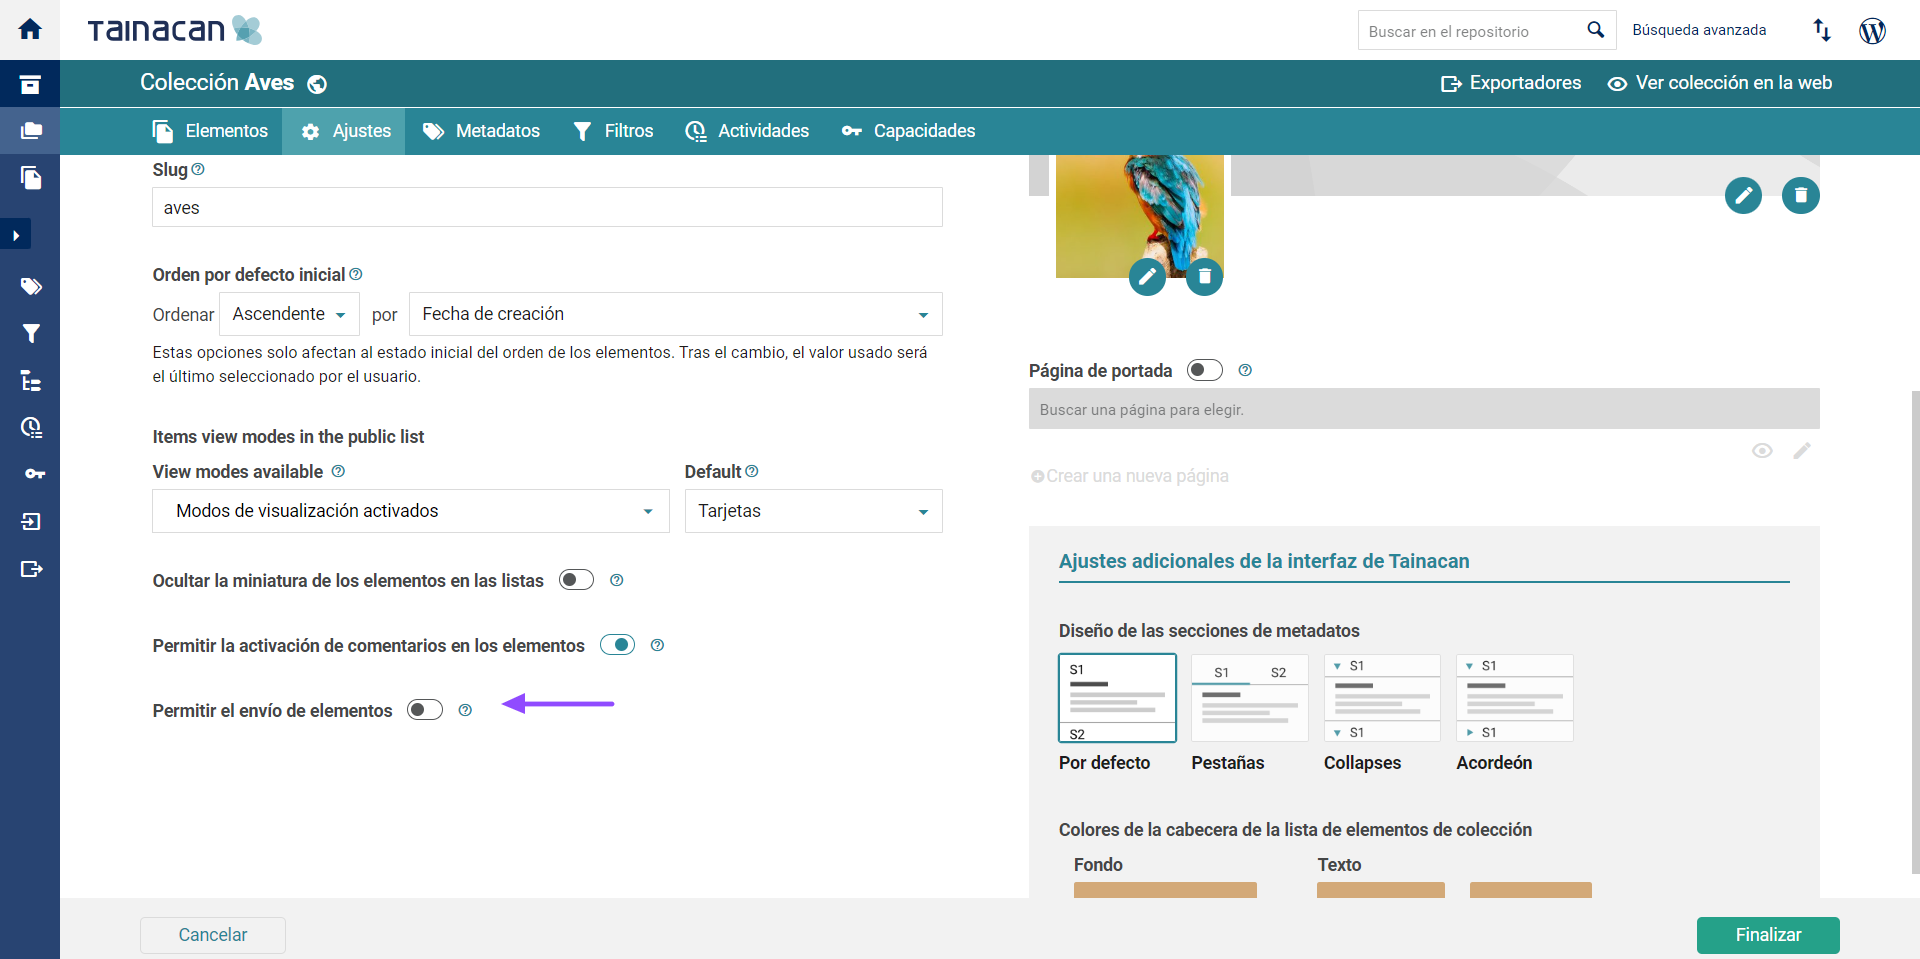 Tainacan
Buscar en el repositorio
Búsqueda avanzada
Colección Aves
Exportadores
Ver colección en la web
Elementos
Ajustes
Metadatos
Filtros
Actividades
Capacidades
Slug
aves
Orden por defecto inicial
Ordenar Ascendente por Fecha de creación
Estas opciones solo afectan al estado inicial del orden de los elementos. Tras el cambio, el valor usado será
el último seleccionado por el usuario.
Items view modes in the public list
View modes available
Default
Modos de visualización activados
Tarjetas
Ocultar la miniatura de los elementos en las listas
Permitir la activación de comentarios en los elementos
Permitir el envío de elementos
Página de portada
Buscar una página para elegir.
Crear una nueva página
Ajustes adicionales de la interfaz de Tainacan
Diseño de las secciones de metadatos
S1
S2
S1 S2
S1
S1
S1
S1
Por defecto
Pestañas
Collapses
Acordeón
Colores de la cabecera de la lista de elementos de colección
Fondo
Texto
Cancelar
Finalizar